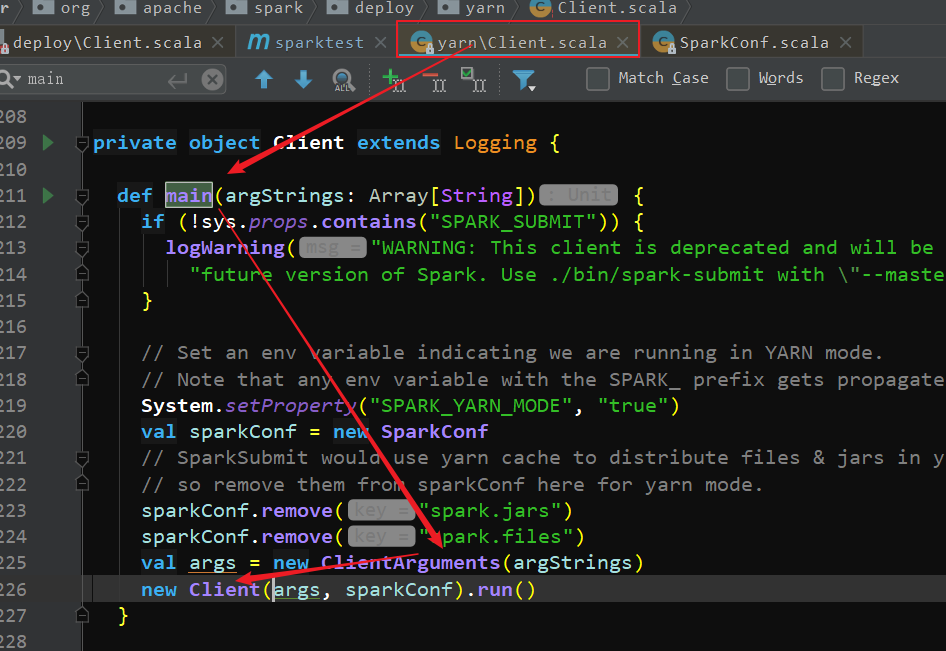 r org apache spark deploy yarn Client.scala
deploy\Client.scala sparktest yarn\Client.scala SparkConf.scala
main Match Case Words Regex
208
209 private object Client extends Logging {
210
211 def main(argStrings: Array[String]) : Unit {
212 if (!sys.props.contains("SPARK_SUBMIT")) {
213 logWarning( msg = "WARNING: This client is deprecated and will be
214 "future version of Spark. Use ./bin/spark-submit with \"--maste
215 }
216
217 // Set an env variable indicating we are running in YARN mode.
218 // Note that any env variable with the SPARK_ prefix gets propagate
219 System.setProperty("SPARK_YARN_MODE", "true")
220 val sparkConf = new SparkConf
221 // SparkSubmit would use yarn cache to distribute files & jars in y
222 // so remove them from sparkConf here for yarn mode.
223 sparkConf.remove( key = "spark.jars")
224 sparkConf.remove( key = "spark.files")
225 val args = new ClientArguments(argStrings)
226 new Client(args, sparkConf).run()
227 }
228